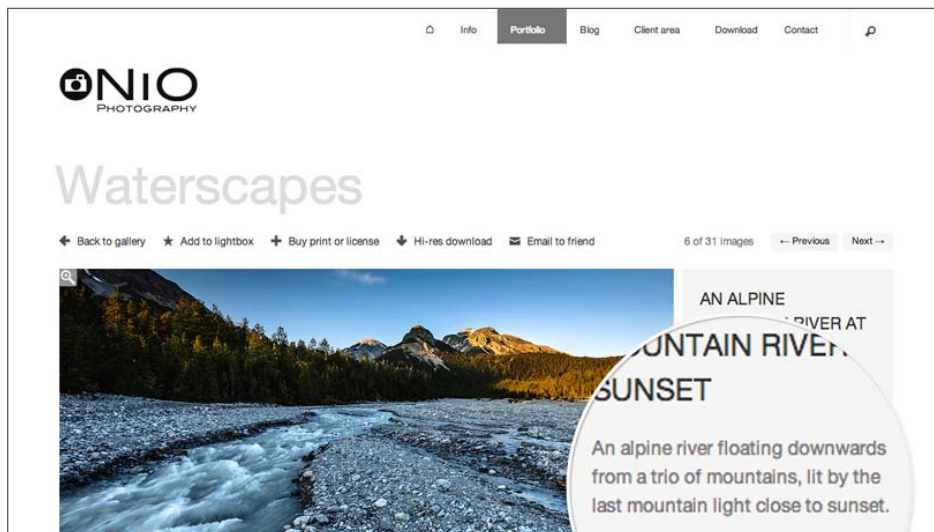 Info Portfolio Blog Client area Download Contact
NIO
PHOTOGRAPHY
Waterscapes
Back to gallery Add to lightbox Buy print or license Hi-res download Email to friend 6 of 31 images ← Previous Next →
AN ALPINE
RIVER AT
UNTAIN RIVER
SUNSET
An alpine river floating downwards
from a trio of mountains, lit by the
last mountain light close to sunset.